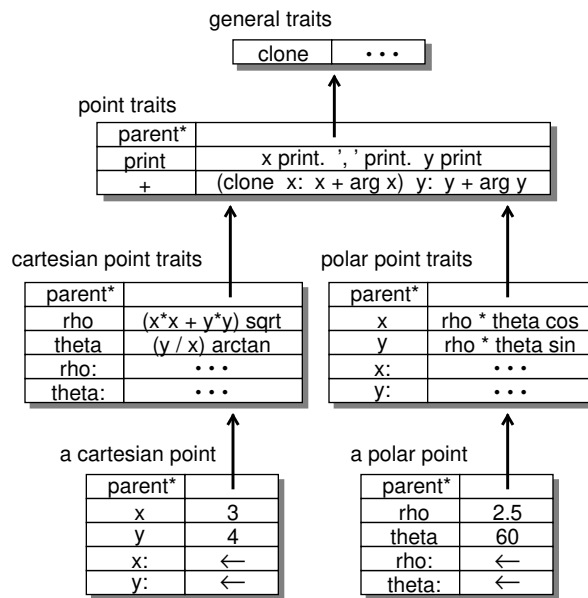 general traits
clone • • •
point traits
parent*
print x print. ’, ’ print. y print
+ (clone x: x + arg x) y: y + arg y
cartesian point traits
parent*
rho (x*x + y*y) sqrt
theta (y / x) arctan
rho: • • •
theta: • • •
polar point traits
parent*
x rho * theta cos
y rho * theta sin
x: • • •
y: • • •
a cartesian point
parent*
x 3
y 4
x: ←
y: ←
a polar point
parent*
rho 2.5
theta 60
rho: ←
theta: ←